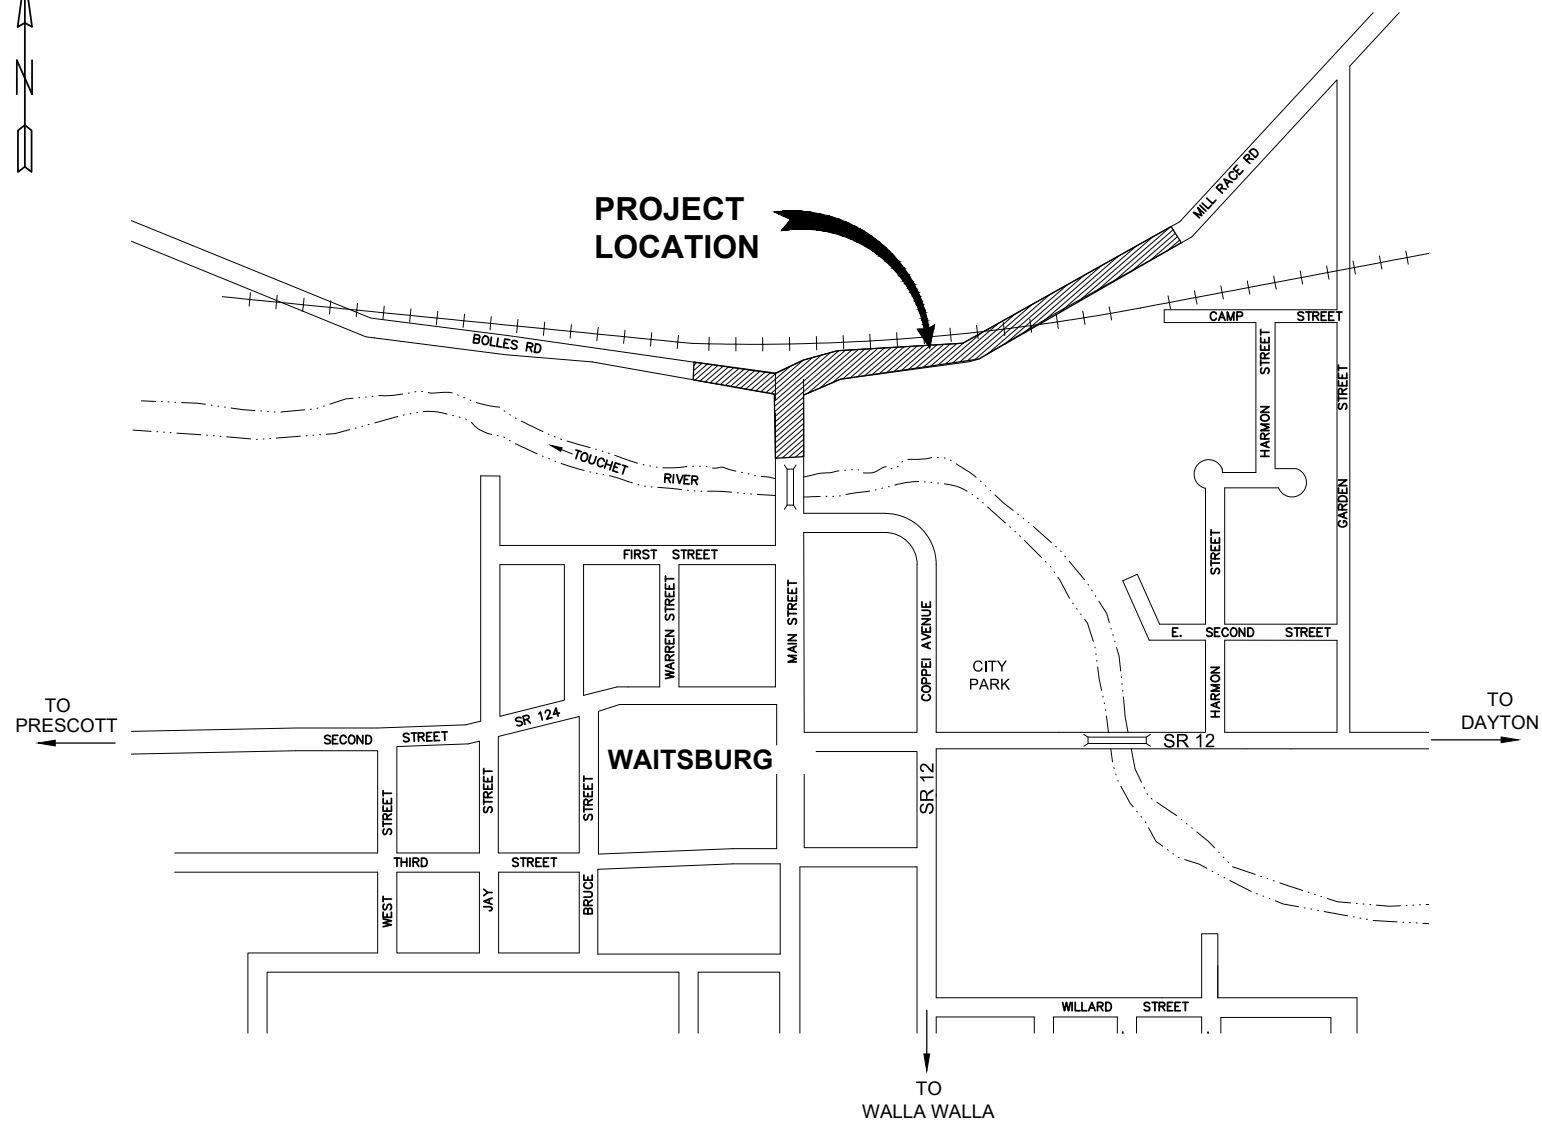 N
PROJECT
LOCATION
MILL RACE RD
BOLLES RD
CAMP STREET
HARMON STREET
GARDEN STREET
TOUCHET RIVER
FIRST STREET
WARREN STREET
MAIN STREET
COPPEI AVENUE
CITY
PARK
HARMON STREET
E. SECOND STREET
TO
PRESCOTT
SECOND STREET
SR 124
WAITSBURG
SR 12
SR 12
TO
DAYTON
WEST STREET
JAY STREET
BRUCE STREET
THIRD STREET
WILLARD STREET
TO
WALLA WALLA